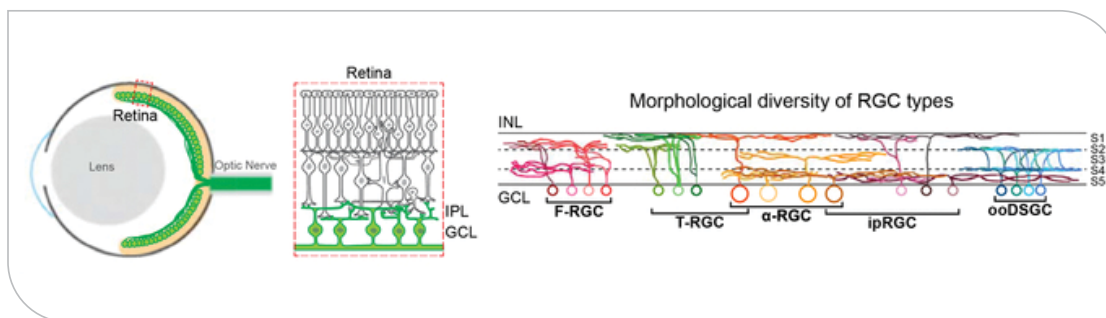 Retina
Lens
Optic Nerve
Retina
IPL
GCL
Morphological diversity of RGC types
INL
S1
S2
S3
S4
S5
GCL
F-RGC
T-RGC
α-RGC
ipRGC
ooDSGC